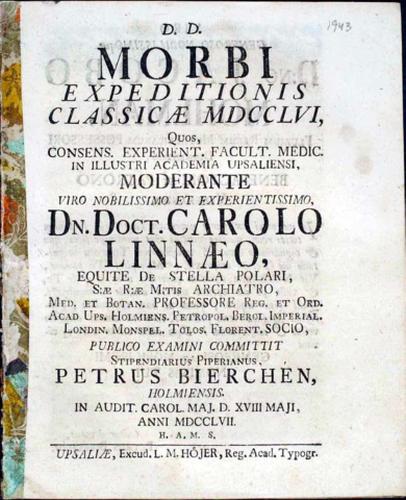 1943
D. D.
MORBI
EXPEDITIONIS
CLASSICÆ MDCCLVI,
Quos,
CONSENS. EXPERIENT. FACULT. MEDIC.
IN ILLUSTRI ACADEMIA UPSALIENSI,
MODERANTE
VIRO NOBILISSIMO ET EXPERIENTISSIMO,
DN. DOCT. CAROLO
LINNÆO,
EQUITE DE STELLA POLARI,
S:Æ R:Æ M:TIS ARCHIATRO,
MED. ET BOTAN. PROFESSORE REG. ET ORD.
ACAD UPS. HOLMIENS. PETROPOL. BEROL. IMPERIAL.
LONDIN. MONSPEL. TOLOS. FLORENT. SOCIO,
PUBLICO EXAMINI COMMITTIT
STIPENDIARIUS PIPERIANUS,
PETRUS BIERCHEN,
HOLMIENSIS.
IN AUDIT. CAROL. MAJ. D. XVIII MAJI,
ANNI MDCCLVII.
H. A. M. S.
UPSALIÆ, Excud. L. M. HÖJER, Reg. Acad. Typogr.